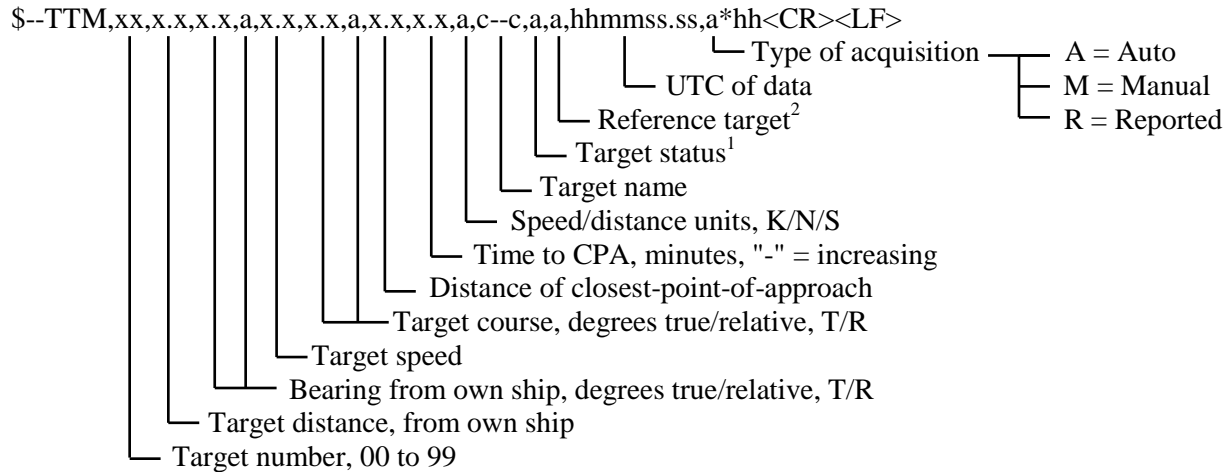 $--TTM,xx,x.x,x.x,a,x.x,x.x,a,x.x,x.x,a,c--c,a,a,hhmmss.ss,a*hh<CR><LF>
Type of acquisition A = Auto
UTC of data M = Manual
Reference target² R = Reported
Target status¹
Target name
Speed/distance units, K/N/S
Time to CPA, minutes, "-" = increasing
Distance of closest-point-of-approach
Target course, degrees true/relative, T/R
Target speed
Bearing from own ship, degrees true/relative, T/R
Target distance, from own ship
Target number, 00 to 99